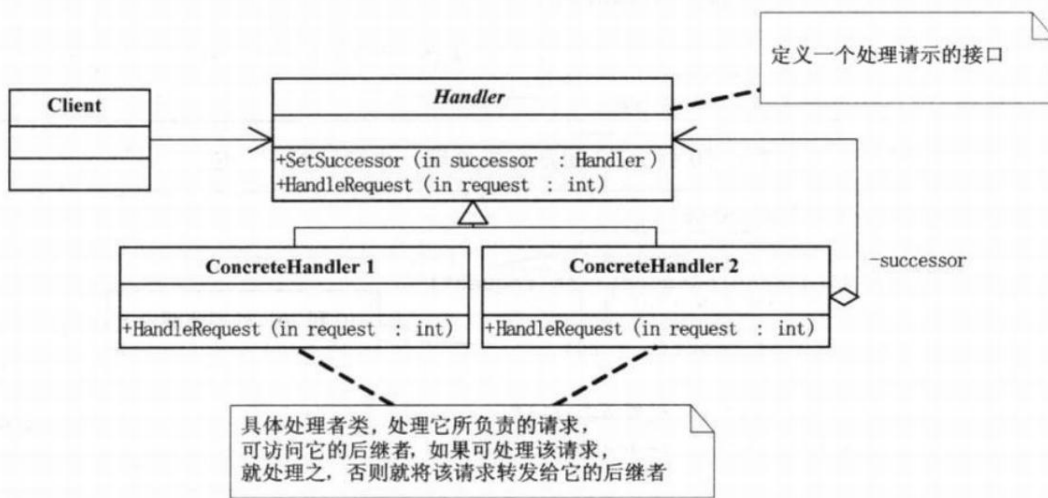 定义一个处理请示的接口
Client
Handler
+SetSuccessor(in successor : Handler)
+HandleRequest(in request : int)
ConcreteHandler 1
+HandleRequest(in request : int)
ConcreteHandler 2
+HandleRequest(in request : int)
-successor
具体处理者类，处理它所负责的请求，
可访问它的后继者，如果可处理该请求，
就处理之，否则就将该请求转发给它的后继者